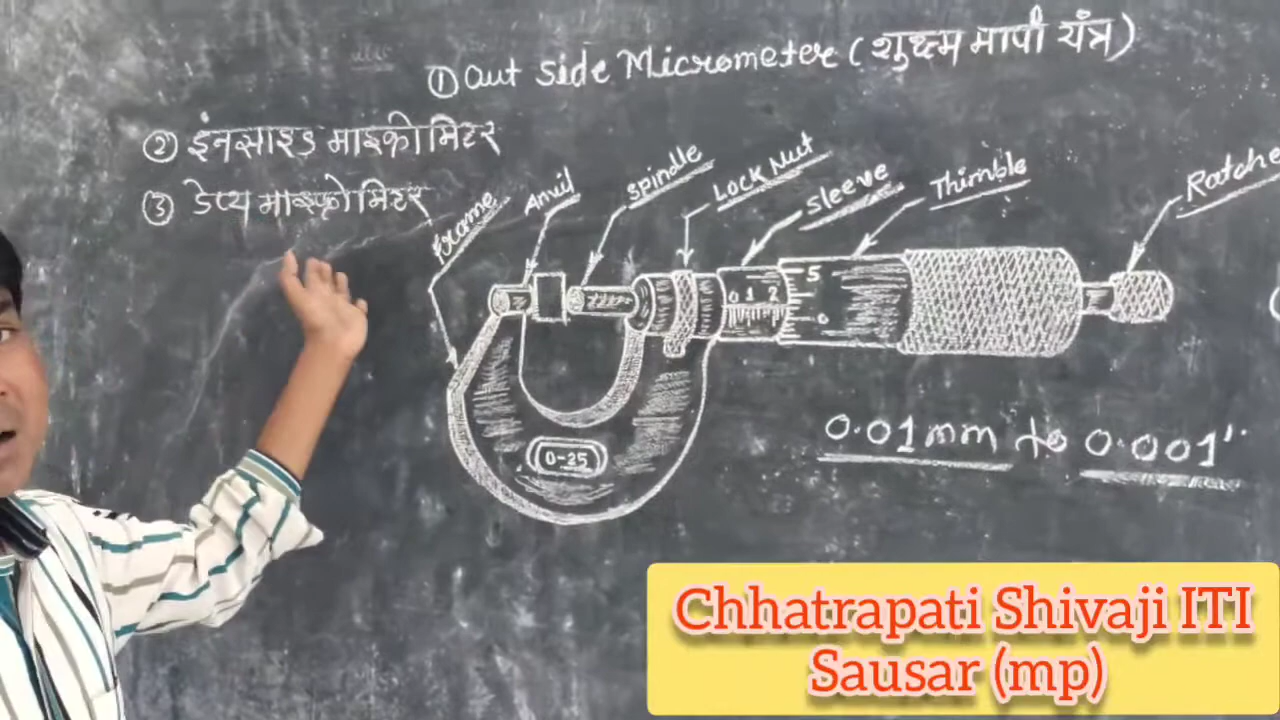 ① Out Side Micrometer (शुक्ष्म मापी यंत्र)
② इंनसाइड माइक्रोमिटर
③ डेप्थ माइक्रोमिटर
Frame
Anvil
Spindle
Lock Nut
Sleeve
Thimble
Ratche
0 1 2
5
0
0-25
0.01mm to 0.001"
Chhatrapati Shivaji ITI
Sausar (mp)